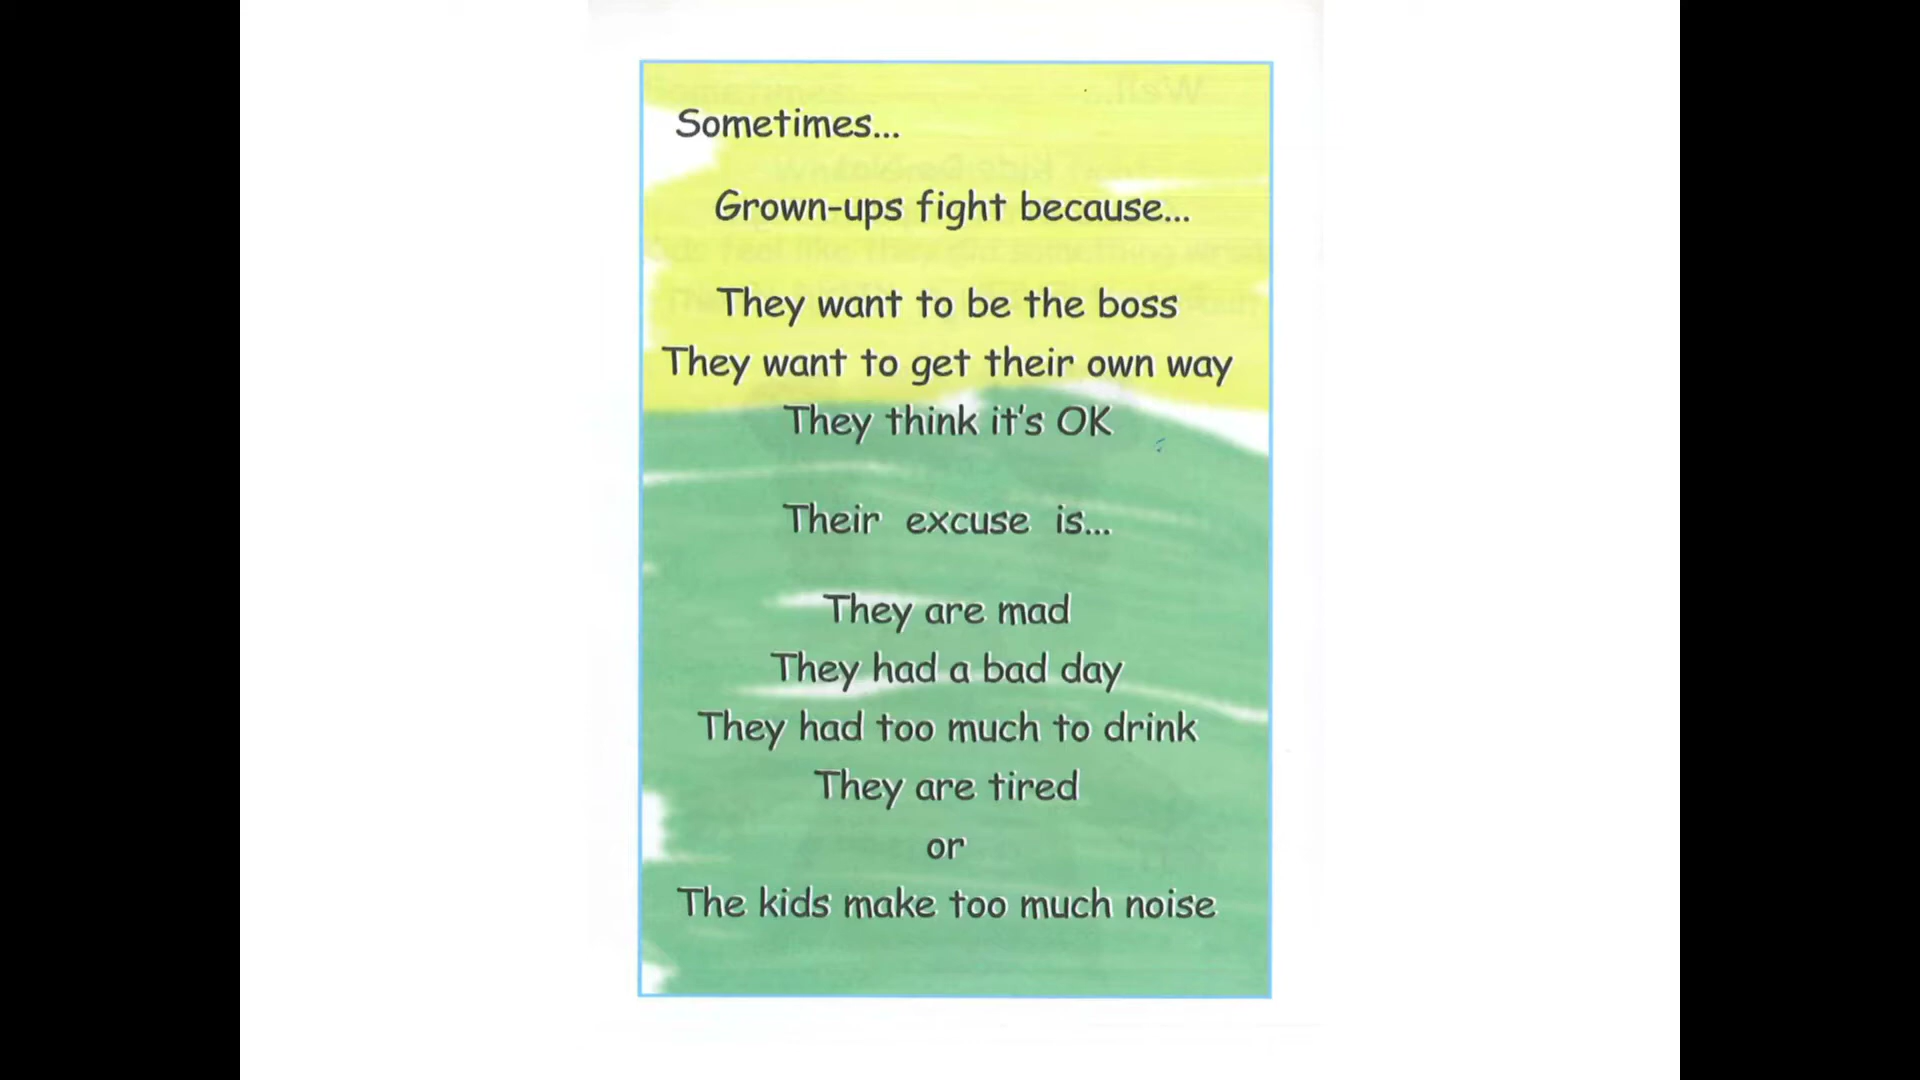 Sometimes...
Grown-ups fight because...
They want to be the boss
They want to get their own way
They think it's OK
Their excuse is...
They are mad
They had a bad day
They had too much to drink
They are tired
or
The kids make too much noise